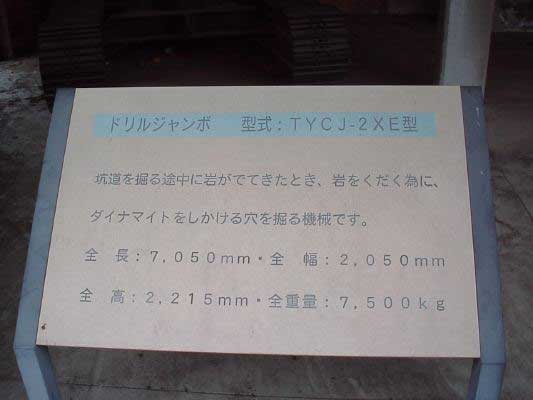 ドリルジャンボ　型式：ＴＹＣＪ-２ＸＥ型
坑道を掘る途中に岩がでてきたとき、岩をくだく為に、
ダイナマイトをしかける穴を掘る機械です。
全　長：７,０５０ｍｍ・全　幅：２,０５０ｍｍ
全　高：２,２１５ｍｍ・全重量：７,５００ｋｇ